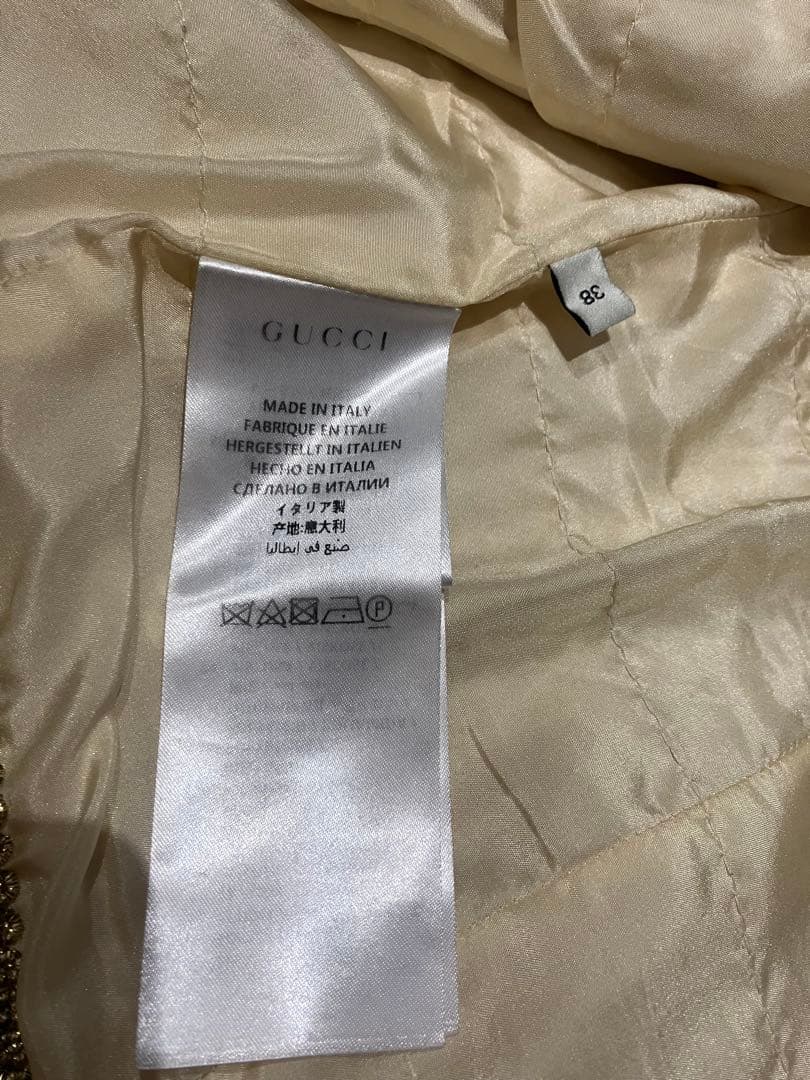 GUCCI
MADE IN ITALY
FABRIQUE EN ITALIE
HERGESTELLT IN ITALIEN
HECHO EN ITALIA
СДЕЛАНО В ИТАЛИИ
イタリア製
产地:意大利
صنع في إيطاليا
P
38